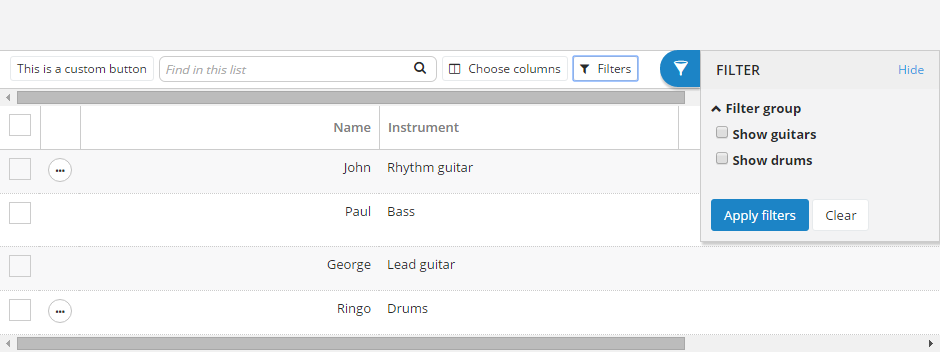 This is a custom button Find in this list Choose columns Filters
FILTER Hide
Filter group
Show guitars
Show drums
Apply filters Clear
Name Instrument
John Rhythm guitar
Paul Bass
George Lead guitar
Ringo Drums